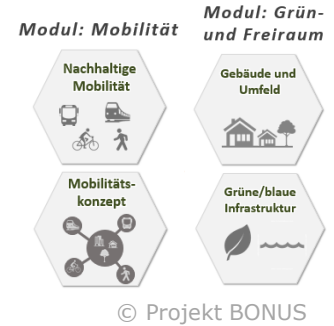 Modul: Mobilität
Nachhaltige
Mobilität
Mobilitäts-
konzept
Modul: Grün-
und Freiraum
Gebäude und
Umfeld
Grüne/blaue
Infrastruktur
© Projekt BONUS